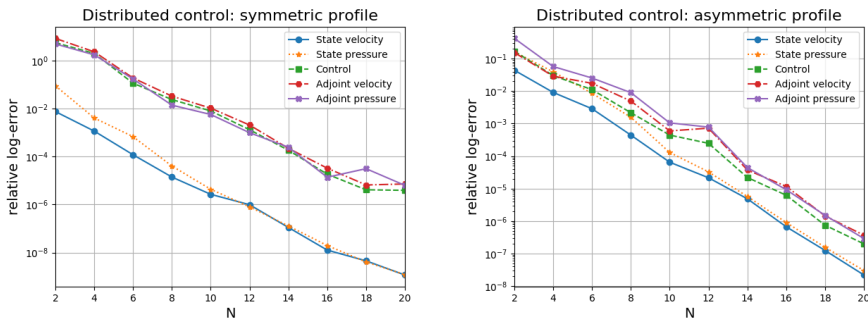 Distributed control: symmetric profile
State velocity
State pressure
Control
Adjoint velocity
Adjoint pressure
relative log-error
10⁰
10⁻²
10⁻⁴
10⁻⁶
10⁻⁸
2 4 6 8 10 12 14 16 18 20
N
Distributed control: asymmetric profile
State velocity
State pressure
Control
Adjoint velocity
Adjoint pressure
relative log-error
10⁻¹
10⁻²
10⁻³
10⁻⁴
10⁻⁵
10⁻⁶
10⁻⁷
10⁻⁸
2 4 6 8 10 12 14 16 18 20
N